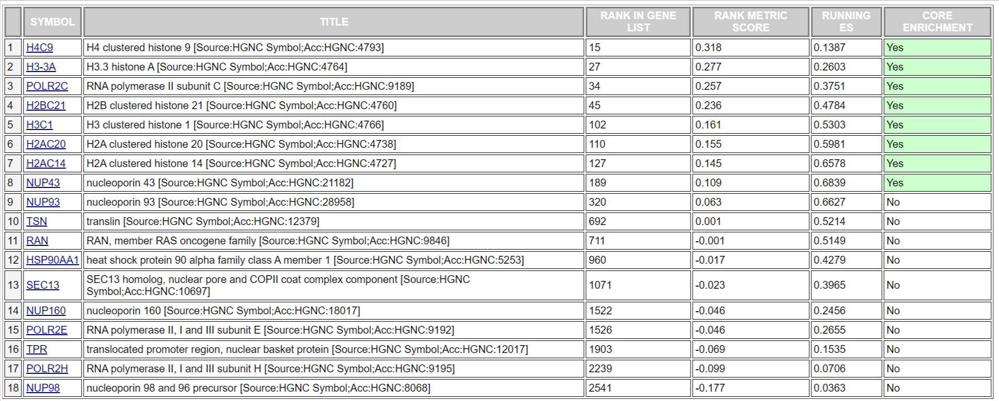 SYMBOL TITLE RANK IN GENE LIST RANK METRIC SCORE RUNNING ES CORE ENRICHMENT
1 H4C9 H4 clustered histone 9 [Source:HGNC Symbol;Acc:HGNC:4793] 15 0.318 0.1387 Yes
2 H3-3A H3.3 histone A [Source:HGNC Symbol;Acc:HGNC:4764] 27 0.277 0.2603 Yes
3 POLR2C RNA polymerase II subunit C [Source:HGNC Symbol;Acc:HGNC:9189] 34 0.257 0.3751 Yes
4 H2BC21 H2B clustered histone 21 [Source:HGNC Symbol;Acc:HGNC:4760] 45 0.236 0.4784 Yes
5 H3C1 H3 clustered histone 1 [Source:HGNC Symbol;Acc:HGNC:4766] 102 0.161 0.5303 Yes
6 H2AC20 H2A clustered histone 20 [Source:HGNC Symbol;Acc:HGNC:4738] 110 0.155 0.5981 Yes
7 H2AC14 H2A clustered histone 14 [Source:HGNC Symbol;Acc:HGNC:4727] 127 0.145 0.6578 Yes
8 NUP43 nucleoporin 43 [Source:HGNC Symbol;Acc:HGNC:21182] 189 0.109 0.6839 Yes
9 NUP93 nucleoporin 93 [Source:HGNC Symbol;Acc:HGNC:28958] 320 0.063 0.6627 No
10 TSN translin [Source:HGNC Symbol;Acc:HGNC:12379] 692 0.001 0.5214 No
11 RAN RAN, member RAS oncogene family [Source:HGNC Symbol;Acc:HGNC:9846] 711 -0.001 0.5149 No
12 HSP90AA1 heat shock protein 90 alpha family class A member 1 [Source:HGNC Symbol;Acc:HGNC:5253] 960 -0.017 0.4279 No
13 SEC13 SEC13 homolog, nuclear pore and COPII coat complex component [Source:HGNC
Symbol;Acc:HGNC:10697] 1071 -0.023 0.3965 No
14 NUP160 nucleoporin 160 [Source:HGNC Symbol;Acc:HGNC:18017] 1522 -0.046 0.2456 No
15 POLR2E RNA polymerase II, I and III subunit E [Source:HGNC Symbol;Acc:HGNC:9192] 1526 -0.046 0.2655 No
16 TPR translocated promoter region, nuclear basket protein [Source:HGNC Symbol;Acc:HGNC:12017] 1903 -0.069 0.1535 No
17 POLR2H RNA polymerase II, I and III subunit H [Source:HGNC Symbol;Acc:HGNC:9195] 2239 -0.099 0.0706 No
18 NUP98 nucleoporin 98 and 96 precursor [Source:HGNC Symbol;Acc:HGNC:8068] 2541 -0.177 0.0363 No